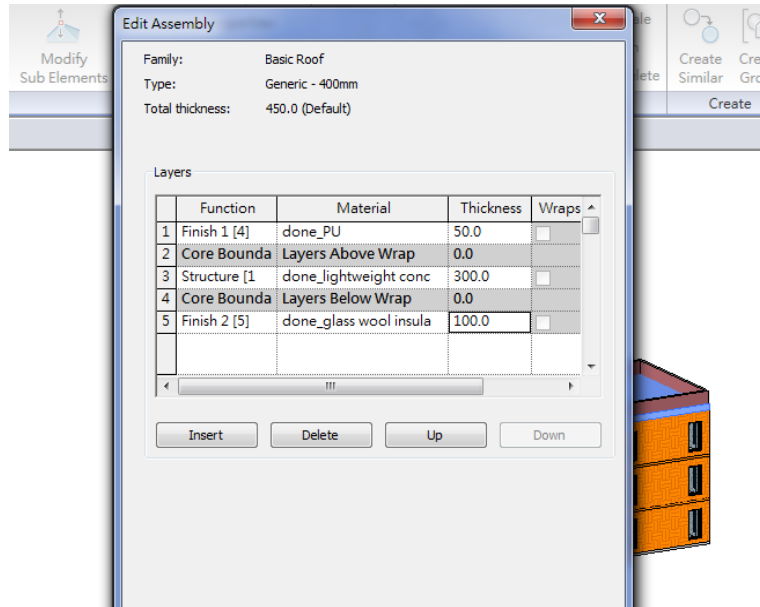 Edit Assembly
Modify
Sub Elements
Create
Similar
Create
Family: Basic Roof
Type: Generic - 400mm
Total thickness: 450.0 (Default)
Layers
Function Material Thickness Wraps
1 Finish 1 [4] done_PU 50.0
2 Core Bounda Layers Above Wrap 0.0
3 Structure [1 done_lightweight conc 300.0
4 Core Bounda Layers Below Wrap 0.0
5 Finish 2 [5] done_glass wool insula 100.0
Insert Delete Up Down